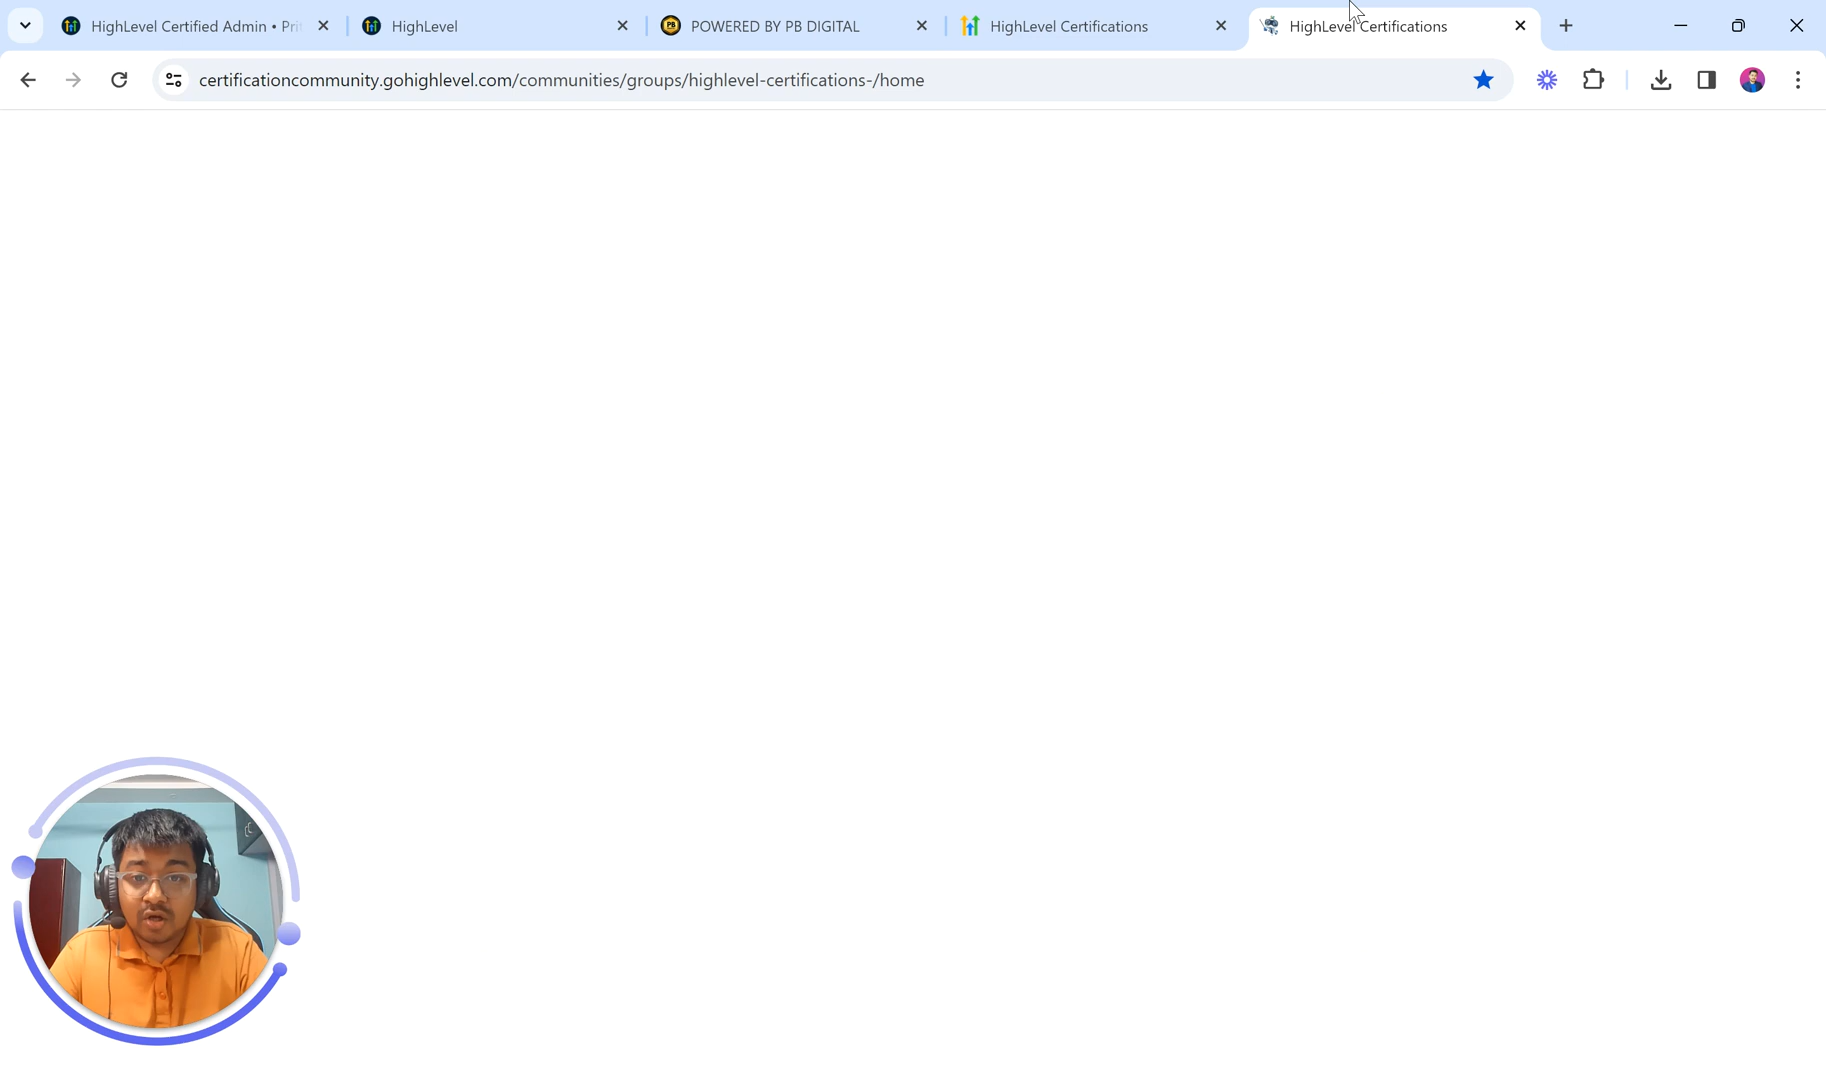 HighLevel Certified Admin • Pri
HighLevel
PB
POWERED BY PB DIGITAL
HighLevel Certifications
HighLevel Certifications
certificationcommunity.gohighlevel.com/communities/groups/highlevel-certifications-/home